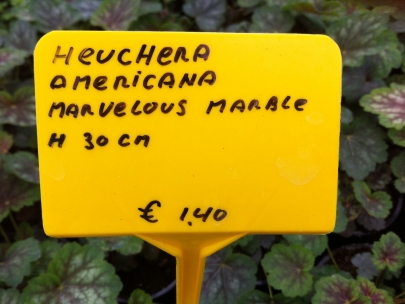 HEUCHERA
AMERICANA
MARVELOUS MARBLE
H 30 cm
€ 1.40